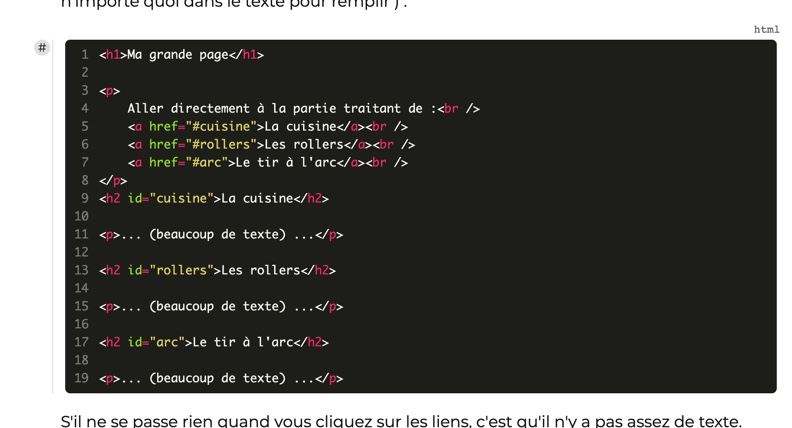 n'importe quoi dans le texte pour remplir ) .
html
#
1 <h1>Ma grande page</h1>
2
3 <p>
4     Aller directement à la partie traitant de :<br />
5     <a href="#cuisine">La cuisine</a><br />
6     <a href="#rollers">Les rollers</a><br />
7     <a href="#arc">Le tir à l'arc</a><br />
8 </p>
9 <h2 id="cuisine">La cuisine</h2>
10
11 <p>... (beaucoup de texte) ...</p>
12
13 <h2 id="rollers">Les rollers</h2>
14
15 <p>... (beaucoup de texte) ...</p>
16
17 <h2 id="arc">Le tir à l'arc</h2>
18
19 <p>... (beaucoup de texte) ...</p>
S'il ne se passe rien quand vous cliquez sur les liens, c'est qu'il n'y a pas assez de texte.